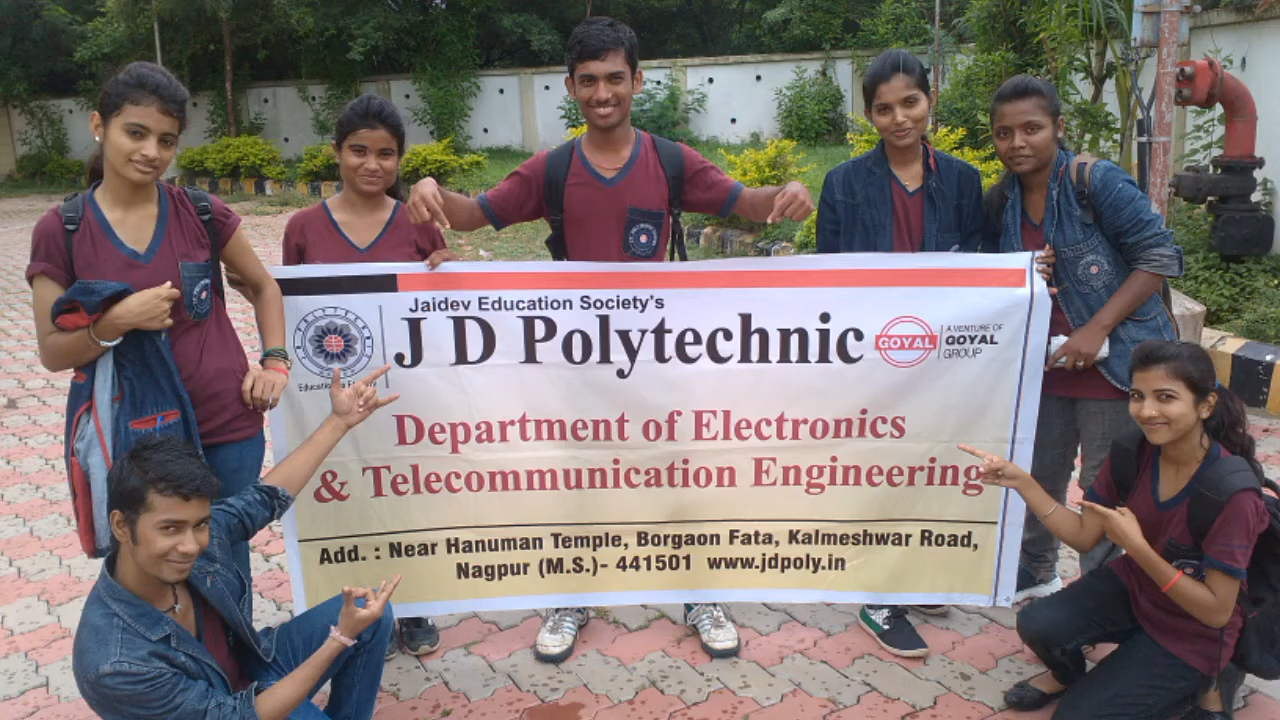 Jaidev Education Society's
J D Polytechnic
GOYAL
A VENTURE OF
GOYAL
GROUP
Department of Electronics
& Telecommunication Engineering
Add. : Near Hanuman Temple, Borgaon Fata, Kalmeshwar Road,
Nagpur (M.S.)- 441501 www.jdpoly.in